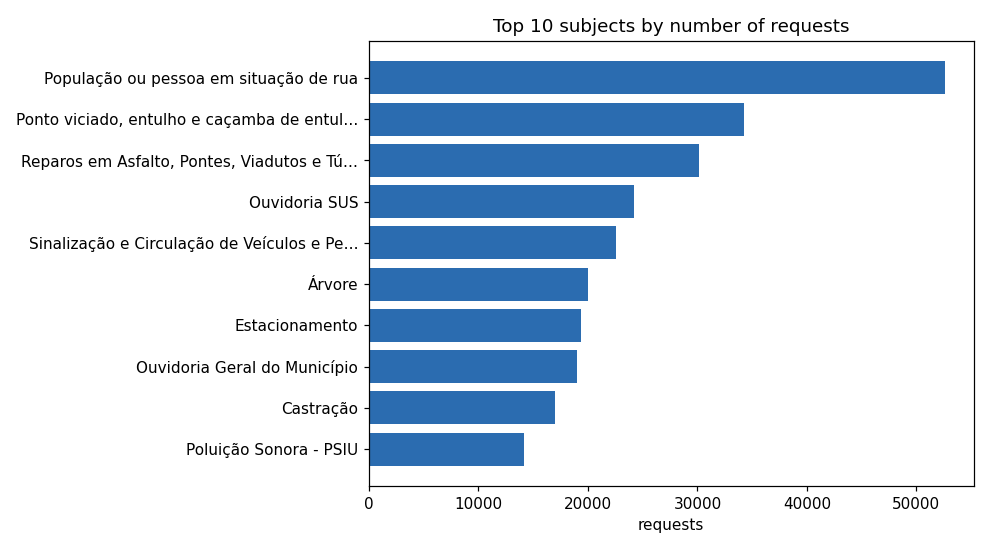 Top 10 subjects by number of requests
População ou pessoa em situação de rua
Ponto viciado, entulho e caçamba de entul...
Reparos em Asfalto, Pontes, Viadutos e Tú...
Ouvidoria SUS
Sinalização e Circulação de Veículos e Pe...
Árvore
Estacionamento
Ouvidoria Geral do Município
Castração
Poluição Sonora - PSIU
0 10000 20000 30000 40000 50000
requests